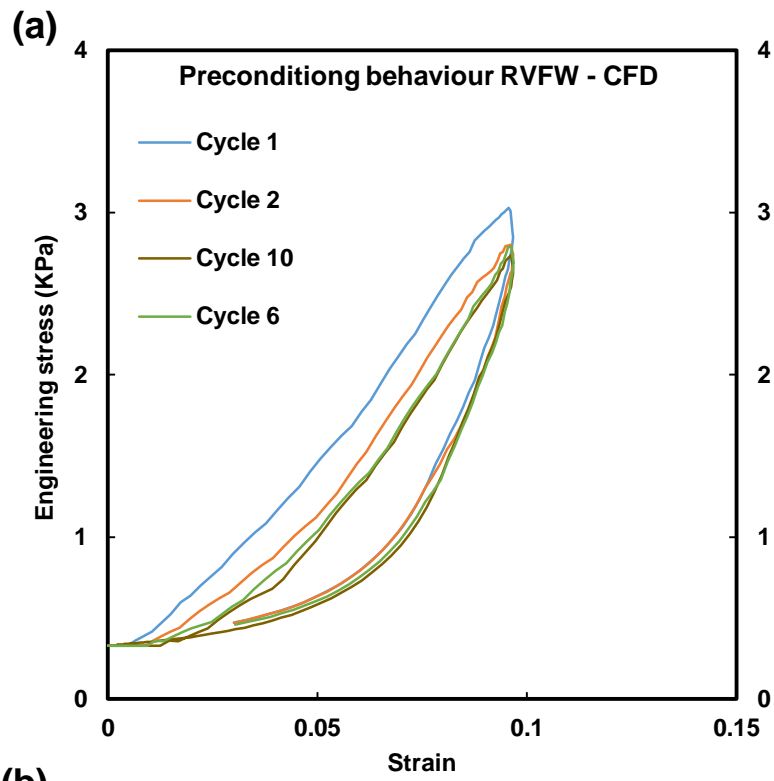 (a)
4
4
Preconditiong behaviour RVFW - CFD
Cycle 1
Cycle 2
Cycle 10
Cycle 6
3
3
2
2
1
1
0
0
Engineering stress (KPa)
0
0.05
0.1
0.15
Strain
(b)